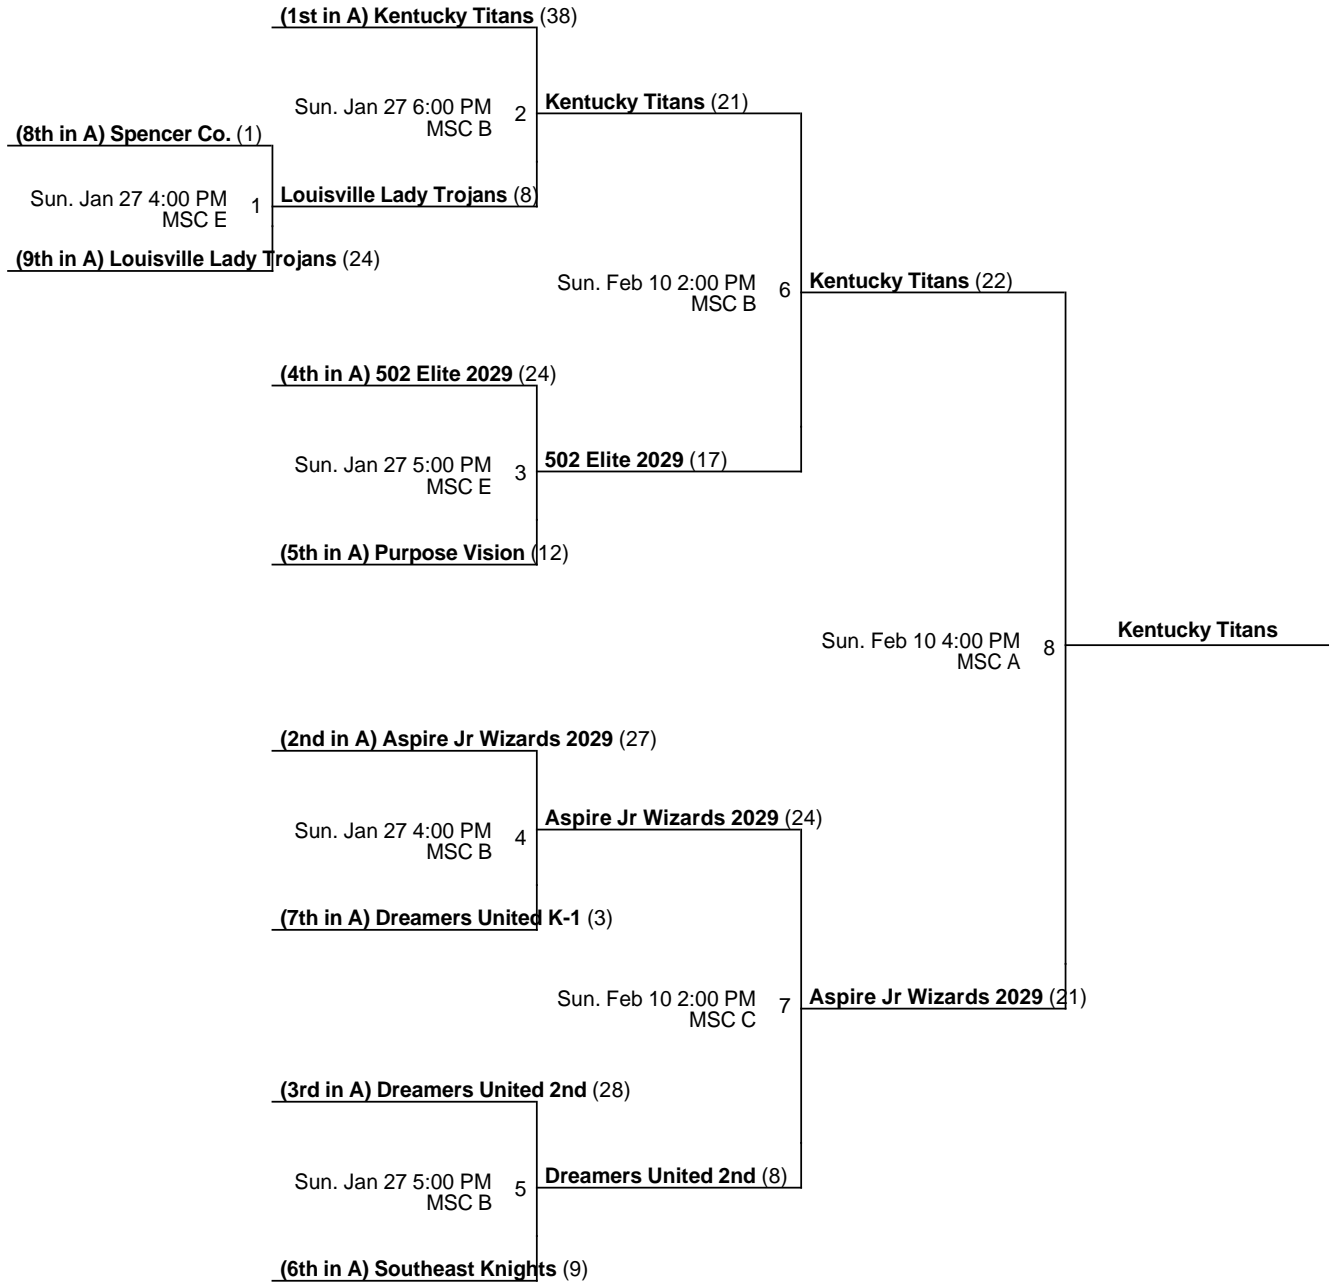 (1st in A) Kentucky Titans (38)
Sun. Jan 27 6:00 PM
MSC B
2
Kentucky Titans (21)
(8th in A) Spencer Co. (1)
Sun. Jan 27 4:00 PM
MSC E
1
Louisville Lady Trojans (8)
(9th in A) Louisville Lady Trojans (24)
Sun. Feb 10 2:00 PM
MSC B
6
Kentucky Titans (22)
(4th in A) 502 Elite 2029 (24)
Sun. Jan 27 5:00 PM
MSC E
3
502 Elite 2029 (17)
(5th in A) Purpose Vision (12)
Sun. Feb 10 4:00 PM
MSC A
8
Kentucky Titans
(2nd in A) Aspire Jr Wizards 2029 (27)
Sun. Jan 27 4:00 PM
MSC B
4
Aspire Jr Wizards 2029 (24)
(7th in A) Dreamers United K-1 (3)
Sun. Feb 10 2:00 PM
MSC C
7
Aspire Jr Wizards 2029 (21)
(3rd in A) Dreamers United 2nd (28)
Sun. Jan 27 5:00 PM
MSC B
5
Dreamers United 2nd (8)
(6th in A) Southeast Knights (9)